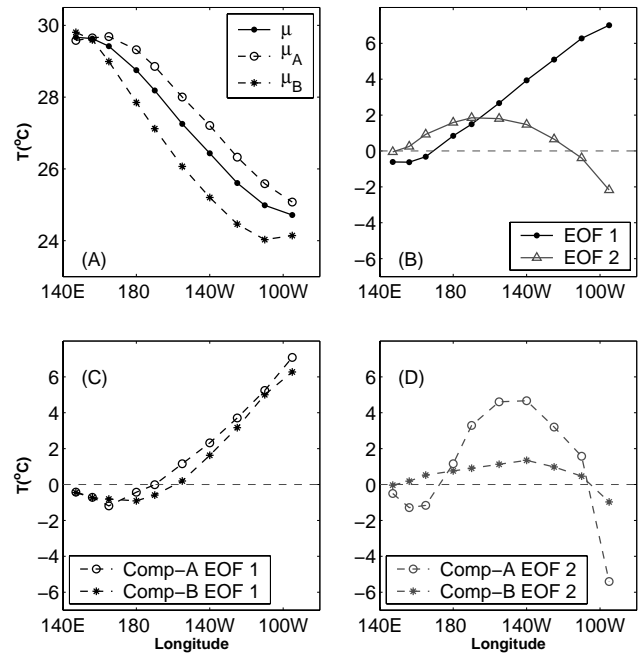 30
28
26
24
T(°C)
μ
μA
μB
(A)
140E 180 140W 100W
6
4
2
0
−2
−4
−6
(B)
EOF 1
EOF 2
140E 180 140W 100W
6
4
2
0
−2
−4
−6
T(°C)
(C)
Comp−A EOF 1
Comp−B EOF 1
140E 180 140W 100W
Longitude
6
4
2
0
−2
−4
−6
(D)
Comp−A EOF 2
Comp−B EOF 2
140E 180 140W 100W
Longitude